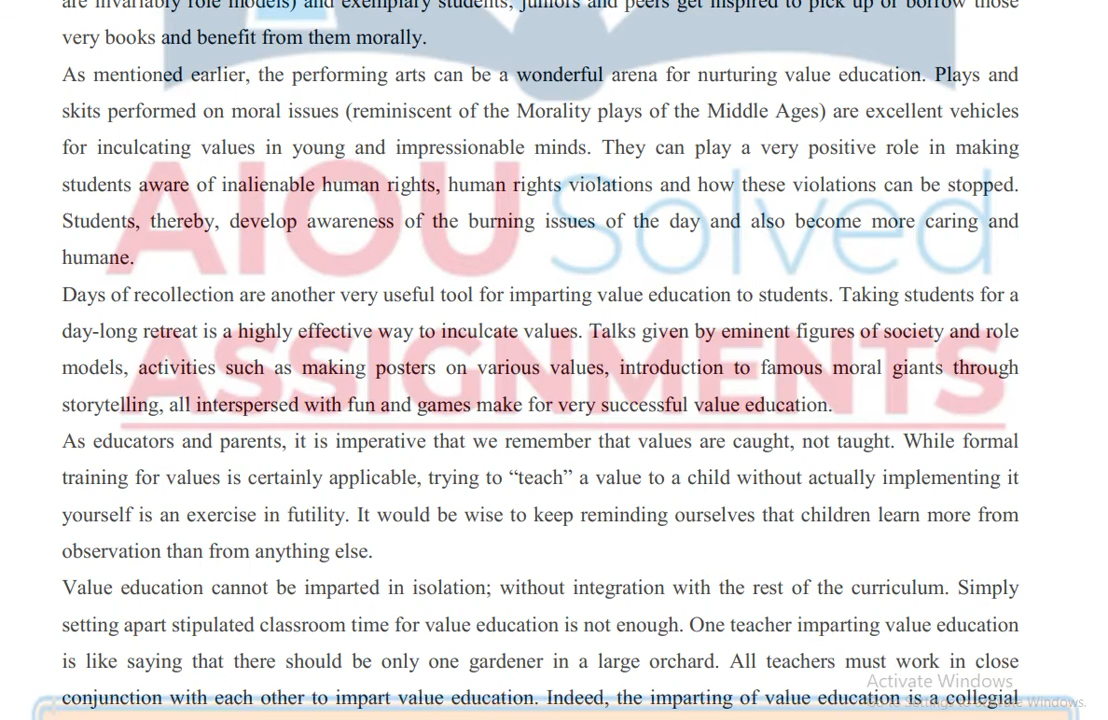 are invariably role models) and exemplary students, juniors and peers get inspired to pick up or borrow those
very books and benefit from them morally.
As mentioned earlier, the performing arts can be a wonderful arena for nurturing value education. Plays and
skits performed on moral issues (reminiscent of the Morality plays of the Middle Ages) are excellent vehicles
for inculcating values in young and impressionable minds. They can play a very positive role in making
students aware of inalienable human rights, human rights violations and how these violations can be stopped.
Students, thereby, develop awareness of the burning issues of the day and also become more caring and
humane.
AIOU Solved
Days of recollection are another very useful tool for imparting value education to students. Taking students for a
day-long retreat is a highly effective way to inculcate values. Talks given by eminent figures of society and role
models, activities such as making posters on various values, introduction to famous moral giants through
storytelling, all interspersed with fun and games make for very successful value education.
ASSIGNMENTS
As educators and parents, it is imperative that we remember that values are caught, not taught. While formal
training for values is certainly applicable, trying to “teach” a value to a child without actually implementing it
yourself is an exercise in futility. It would be wise to keep reminding ourselves that children learn more from
observation than from anything else.
Value education cannot be imparted in isolation; without integration with the rest of the curriculum. Simply
setting apart stipulated classroom time for value education is not enough. One teacher imparting value education
is like saying that there should be only one gardener in a large orchard. All teachers must work in close
Activate Windows
conjunction with each other to impart value education. Indeed, the imparting of value education is a collegial
Go to Settings to activate Windows.